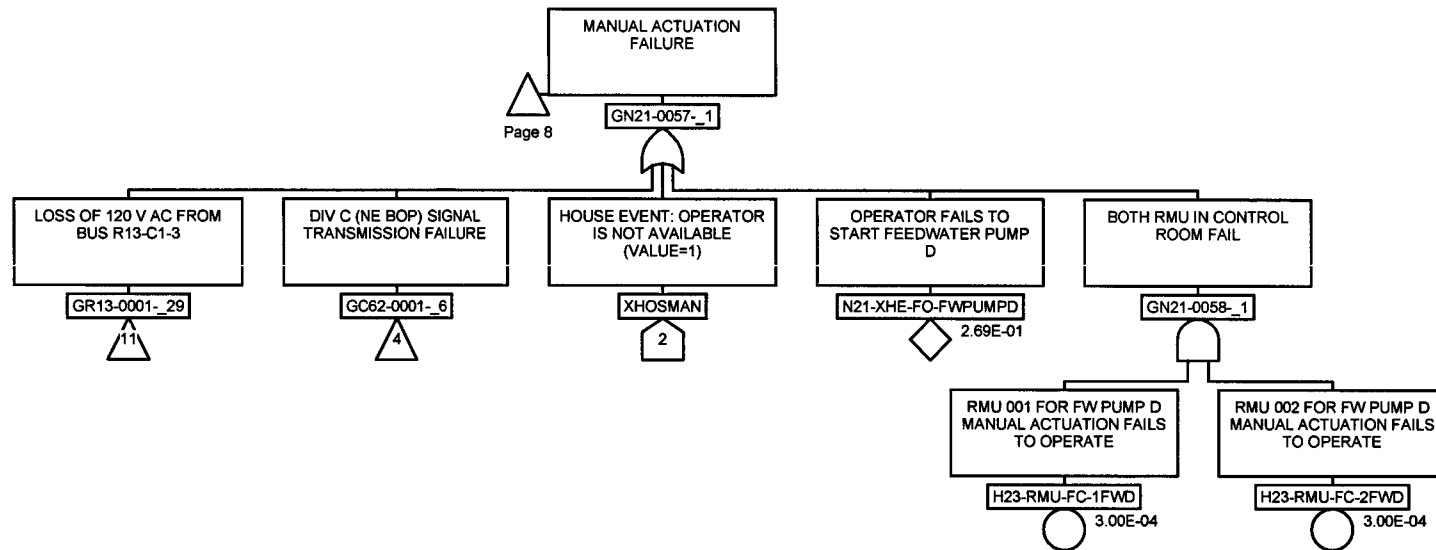 MANUAL ACTUATION
FAILURE
Page 8
GN21-0057-_1
LOSS OF 120 V AC FROM
BUS R13-C1-3
GR13-0001-_29
11
DIV C (NE BOP) SIGNAL
TRANSMISSION FAILURE
GC62-0001-_6
4
HOUSE EVENT: OPERATOR
IS NOT AVAILABLE
(VALUE=1)
XHOSMAN
2
OPERATOR FAILS TO
START FEEDWATER PUMP
D
N21-XHE-FO-FWPUMPD
2.69E-01
BOTH RMU IN CONTROL
ROOM FAIL
GN21-0058-_1
RMU 001 FOR FW PUMP D
MANUAL ACTUATION FAILS
TO OPERATE
H23-RMU-FC-1FWD
3.00E-04
RMU 002 FOR FW PUMP D
MANUAL ACTUATION FAILS
TO OPERATE
H23-RMU-FC-2FWD
3.00E-04